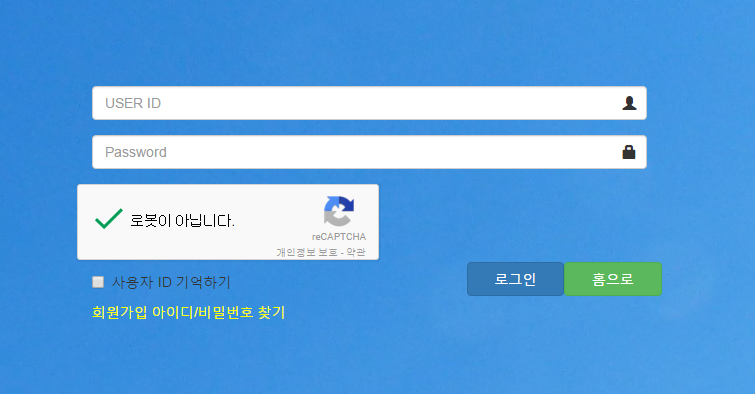 USER ID
Password
로봇이 아닙니다.
reCAPTCHA
개인정보 보호 - 약관
사용자 ID 기억하기
로그인 홈으로
회원가입 아이디/비밀번호 찾기